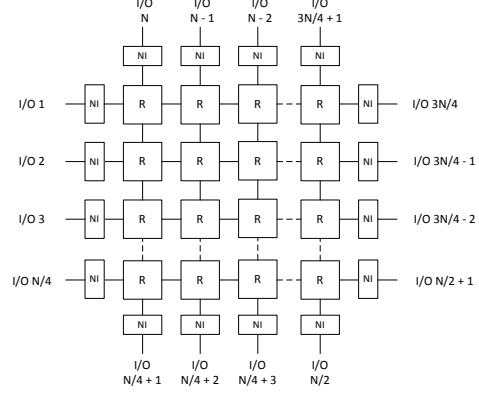 I/O I/O I/O I/O
N N - 1 N - 2 3N/4 + 1
NI NI NI NI
I/O 1 NI R R R R NI I/O 3N/4
I/O 2 NI R R R R NI I/O 3N/4 - 1
I/O 3 NI R R R R NI I/O 3N/4 - 2
I/O N/4 NI R R R R NI I/O N/2 + 1
NI NI NI NI
I/O I/O I/O I/O
N/4 + 1 N/4 + 2 N/4 + 3 N/2